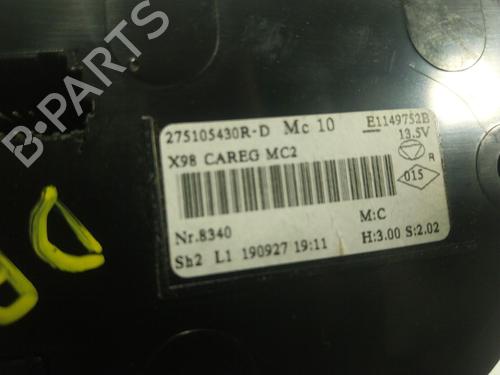 275105430R-D Mc 10 E1149752B
13.5V
X98 CAREG MC2
R
015
Nr.8340
M:C
Sh2 L1 190927 19:11
H:3.00 S:2.02
B-PARTS